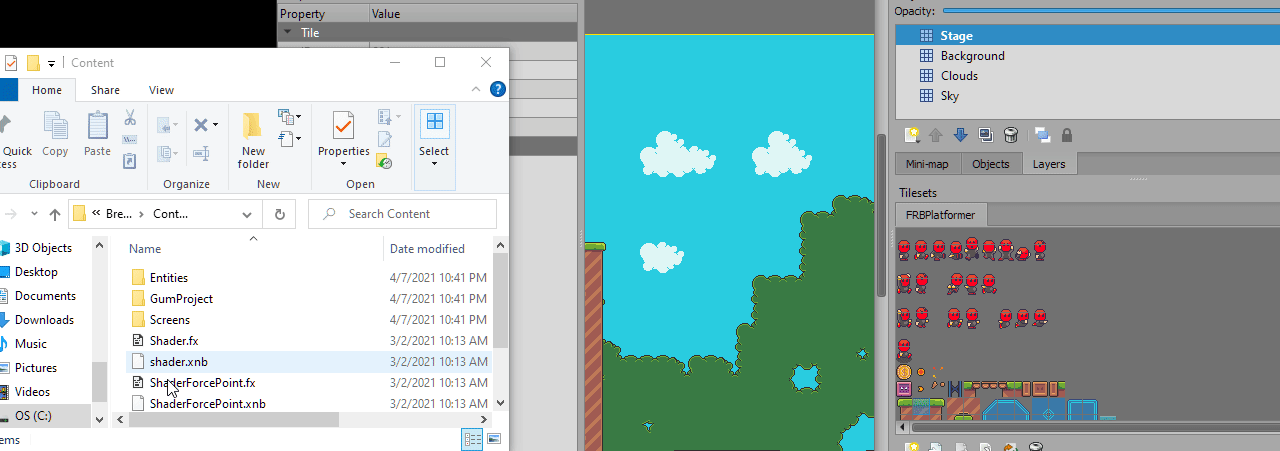 Property Value
Tile
Content
Home Share View
Quick
Copy
Paste
New
folder
Properties
Select
Clipboard
Organize
New
Open
« Bre... > Cont...
Search Content
Name
Date modified
3D Objects
Desktop
Documents
Downloads
Music
Pictures
Videos
OS (C:)
Entities 4/7/2021 10:41 PM
GumProject 4/7/2021 10:41 PM
Screens 4/7/2021 10:41 PM
Shader.fx 3/2/2021 10:13 AM
shader.xnb 3/2/2021 10:13 AM
ShaderForcePoint.fx 3/2/2021 10:13 AM
ShaderForcePoint.xnb 3/2/2021 10:13 AM
ems
Opacity:
Stage
Background
Clouds
Sky
Mini-map Objects Layers
Tilesets
FRBPlatformer